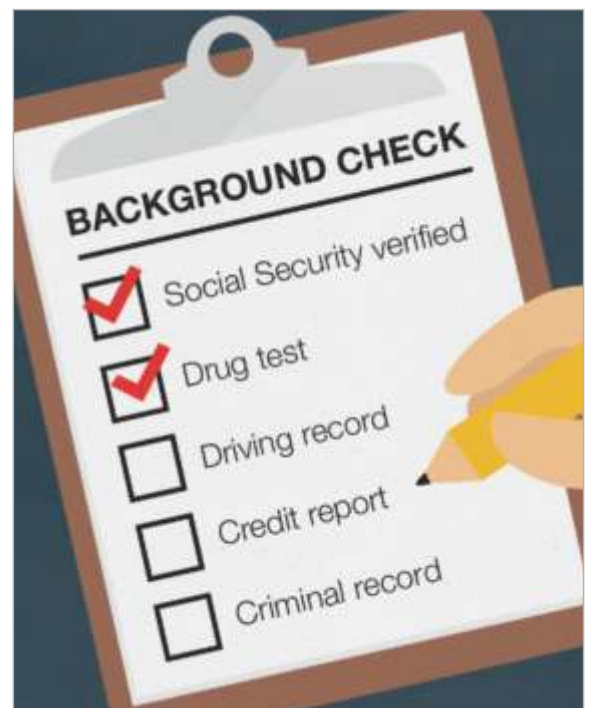 BACKGROUND CHECK
Social Security verified
Drug test
Driving record
Credit report
Criminal record